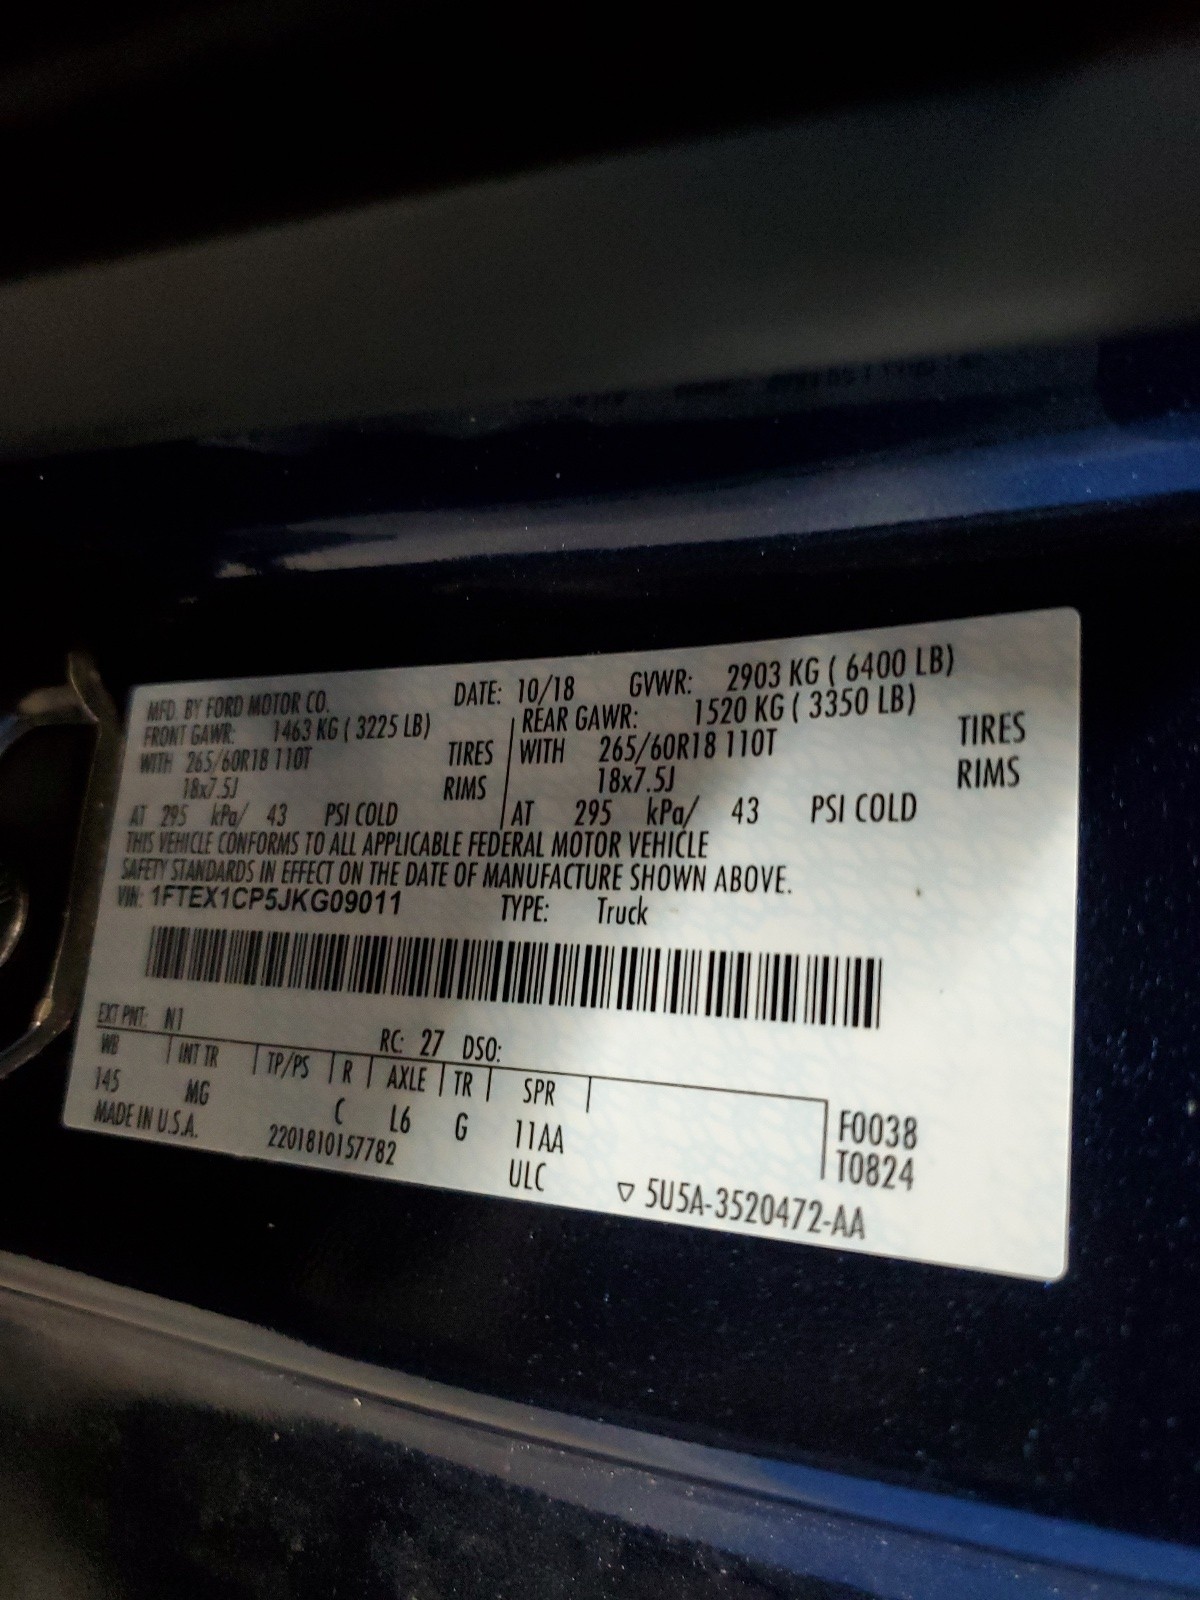 MFD. BY FORD MOTOR CO. DATE: 10/18 GVWR: 2903 KG ( 6400 LB)
FRONT GAWR: 1463 KG ( 3225 LB) REAR GAWR: 1520 KG ( 3350 LB)
WITH 265/60R18 110T TIRES WITH 265/60R18 110T TIRES
18x7.5J RIMS 18x7.5J RIMS
AT 295 kPa/ 43 PSI COLD AT 295 kPa/ 43 PSI COLD
THIS VEHICLE CONFORMS TO ALL APPLICABLE FEDERAL MOTOR VEHICLE
SAFETY STANDARDS IN EFFECT ON THE DATE OF MANUFACTURE SHOWN ABOVE.
VIN: 1FTEX1CP5JKG09011 TYPE: Truck
EXT PNT: N1 RC: 27 DSO:
WB INT TR TP/PS R AXLE TR SPR
145 MG C L6 G 11AA F0038
MADE IN U.S.A. 2201810157782 ULC T0824
▽ 5U5A-3520472-AA